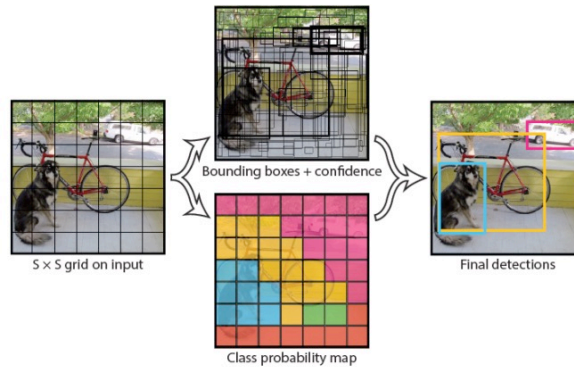 Bounding boxes + confidence
S × S grid on input
Final detections
Class probability map